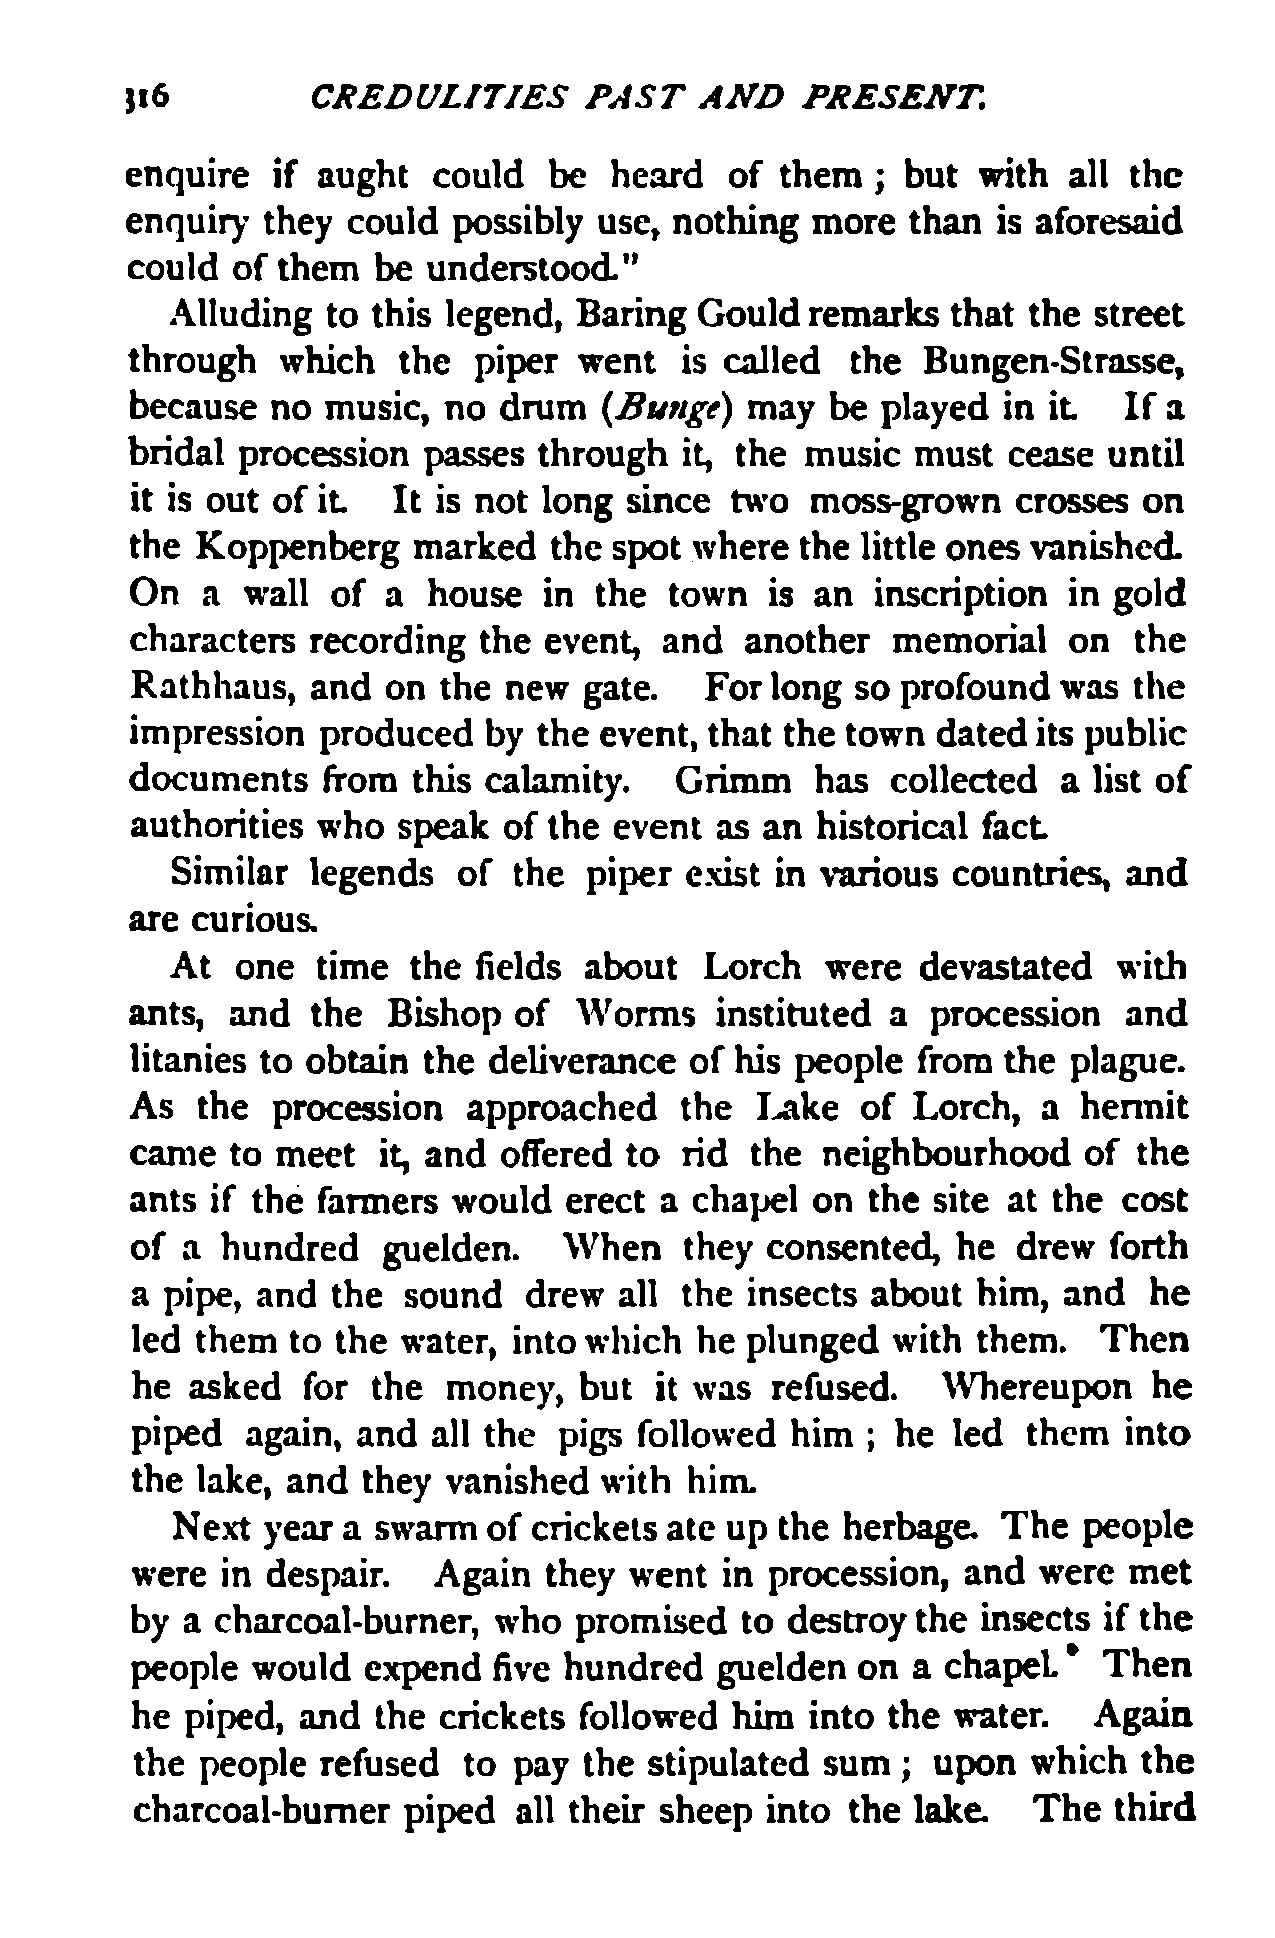 316 CREDULITIES PAST AND PRESENT.
enquire if aught could be heard of them ; but with all the
enquiry they could possibly use, nothing more than is aforesaid
could of them be understood."
Alluding to this legend, Baring Gould remarks that the street
through which the piper went is called the Bungen-Strasse,
because no music, no drum (Bunge) may be played in it. If a
bridal procession passes through it, the music must cease until
it is out of it. It is not long since two moss-grown crosses on
the Koppenberg marked the spot where the little ones vanished.
On a wall of a house in the town is an inscription in gold
characters recording the event, and another memorial on the
Rathhaus, and on the new gate. For long so profound was the
impression produced by the event, that the town dated its public
documents from this calamity. Grimm has collected a list of
authorities who speak of the event as an historical fact.
Similar legends of the piper exist in various countries, and
are curious.
At one time the fields about Lorch were devastated with
ants, and the Bishop of Worms instituted a procession and
litanies to obtain the deliverance of his people from the plague.
As the procession approached the Lake of Lorch, a hermit
came to meet it, and offered to rid the neighbourhood of the
ants if the farmers would erect a chapel on the site at the cost
of a hundred guelden. When they consented, he drew forth
a pipe, and the sound drew all the insects about him, and he
led them to the water, into which he plunged with them. Then
he asked for the money, but it was refused. Whereupon he
piped again, and all the pigs followed him ; he led them into
the lake, and they vanished with him.
Next year a swarm of crickets ate up the herbage. The people
were in despair. Again they went in procession, and were met
by a charcoal-burner, who promised to destroy the insects if the
people would expend five hundred guelden on a chapel. Then
he piped, and the crickets followed him into the water. Again
the people refused to pay the stipulated sum ; upon which the
charcoal-burner piped all their sheep into the lake. The third